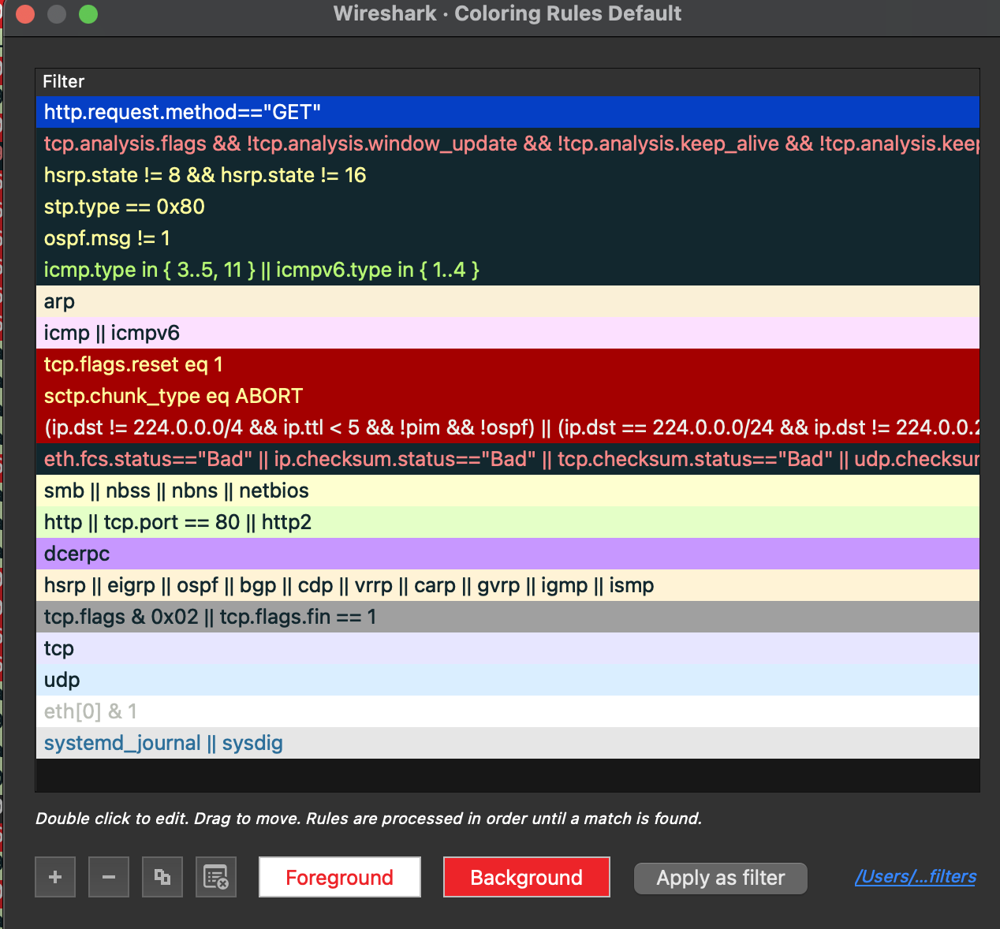 Wireshark · Coloring Rules Default
Filter
http.request.method=="GET"
tcp.analysis.flags && !tcp.analysis.window_update && !tcp.analysis.keep_alive && !tcp.analysis.keep
hsrp.state != 8 && hsrp.state != 16
stp.type == 0x80
ospf.msg != 1
icmp.type in { 3..5, 11 } || icmpv6.type in { 1..4 }
arp
icmp || icmpv6
tcp.flags.reset eq 1
sctp.chunk_type eq ABORT
(ip.dst != 224.0.0.0/4 && ip.ttl < 5 && !pim && !ospf) || (ip.dst == 224.0.0.0/24 && ip.dst != 224.0.0.2
eth.fcs.status=="Bad" || ip.checksum.status=="Bad" || tcp.checksum.status=="Bad" || udp.checksum
smb || nbss || nbns || netbios
http || tcp.port == 80 || http2
dcerpc
hsrp || eigrp || ospf || bgp || cdp || vrrp || carp || gvrp || igmp || ismp
tcp.flags & 0x02 || tcp.flags.fin == 1
tcp
udp
eth[0] & 1
systemd_journal || sysdig
Double click to edit. Drag to move. Rules are processed in order until a match is found.
Foreground Background Apply as filter /Users/...filters